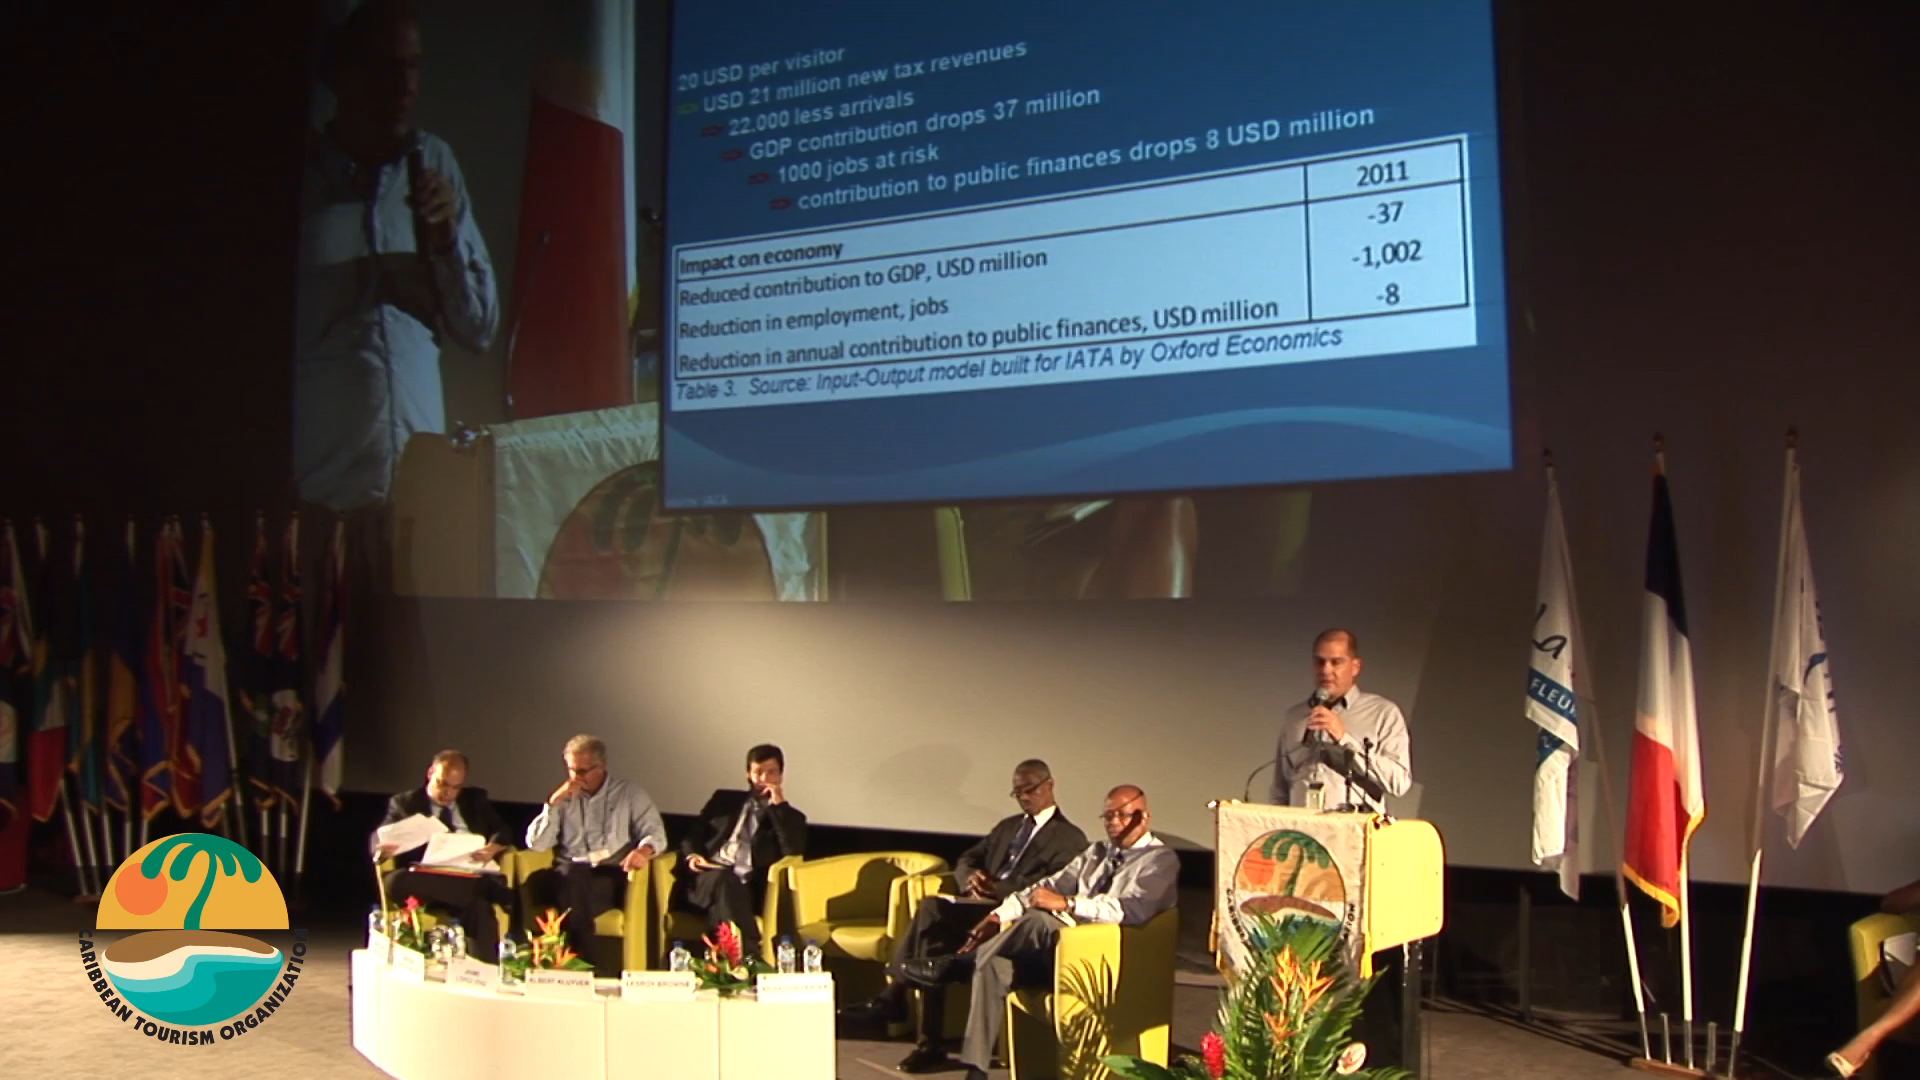 20 USD per visitor
USD 21 million new tax revenues
22.000 less arrivals
GDP contribution drops 37 million
1000 jobs at risk
contribution to public finances drops 8 USD million
Impact on economy 2011
Reduced contribution to GDP, USD million -37
Reduction in employment, jobs -1,002
Reduction in annual contribution to public finances, USD million -8
Table 3. Source: Input-Output model built for IATA by Oxford Economics
La
FLEUR
CARIBBEAN TOURISM ORGANIZATION
ALBERT KLUYVER
LESROY BROWNE